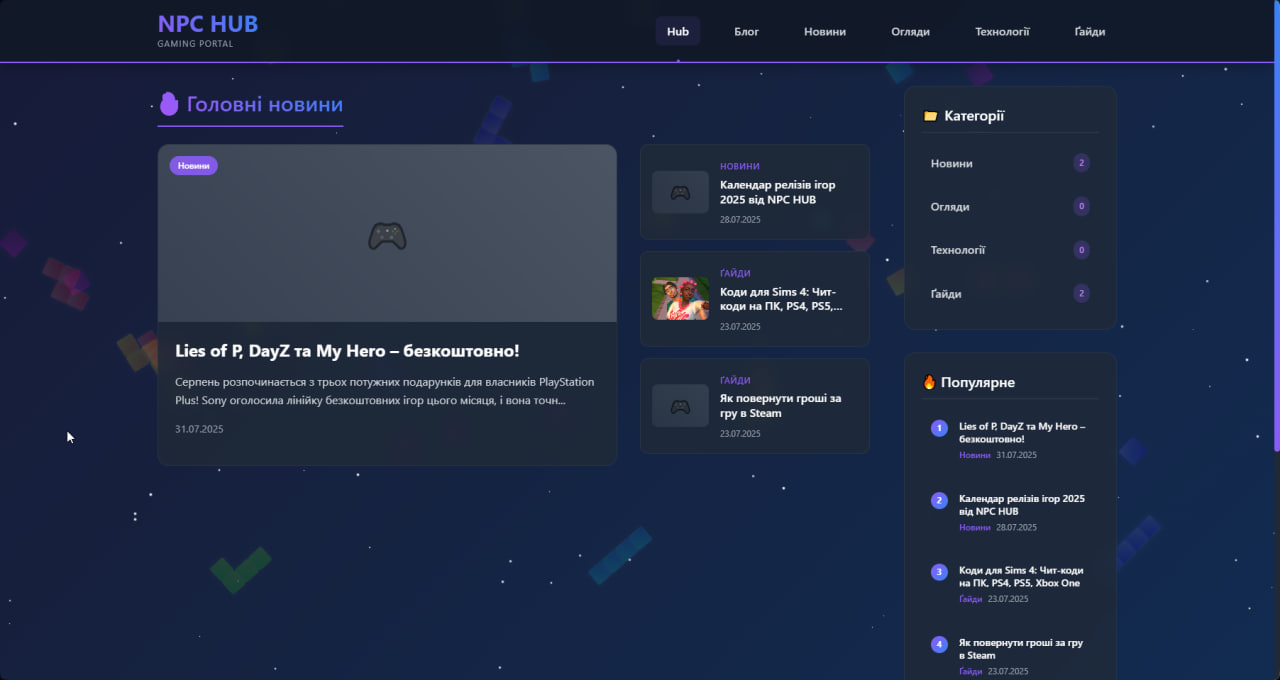 NPC HUB
GAMING PORTAL
Hub
Блог
Новини
Огляди
Технології
Ґайди
Головні новини
Новини
Lies of P, DayZ та My Hero – безкоштовно!
Серпень розпочинається з трьох потужних подарунків для власників PlayStation
Plus! Sony оголосила лінійку безкоштовних ігор цього місяця, і вона точн...
31.07.2025
НОВИНИ
Календар релізів ігор
2025 від NPC HUB
28.07.2025
ҐАЙДИ
Коди для Sims 4: Чит-
коди на ПК, PS4, PS5,...
23.07.2025
ҐАЙДИ
Як повернути гроші за
гру в Steam
23.07.2025
Категорії
Новини
2
Огляди
0
Технології
0
Ґайди
2
Популярне
1
Lies of P, DayZ та My Hero –
безкоштовно!
Новини 31.07.2025
2
Календар релізів ігор 2025
від NPC HUB
Новини 28.07.2025
3
Коди для Sims 4: Чит-коди
на ПК, PS4, PS5, Xbox One
Ґайди 23.07.2025
4
Як повернути гроші за гру
в Steam
Ґайди 23.07.2025